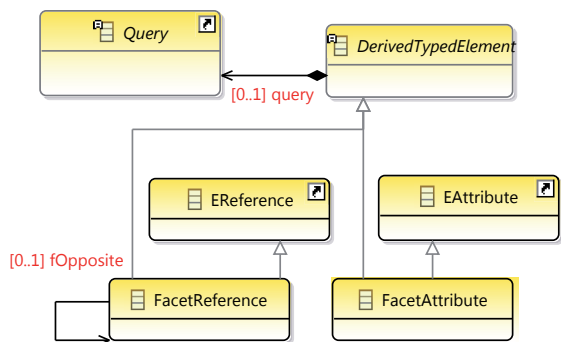 Query
DerivedTypedElement
[0..1] query
EReference
EAttribute
[0..1] fOpposite
FacetReference
FacetAttribute